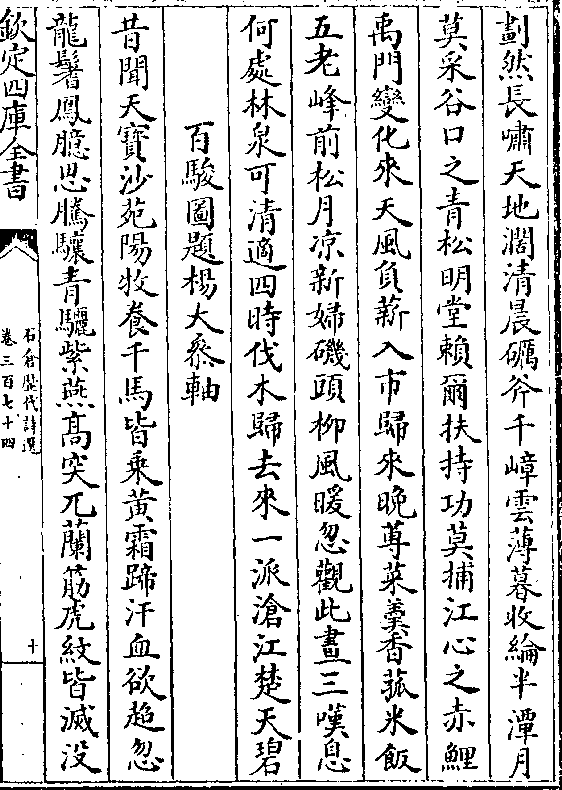 劃然長嘯天地濶清晨礪斧千嶂雲薄暮收綸半潭月
莫采谷口之青松明堂賴爾扶持功莫捕江心之赤鯉
禹門變化來天風負薪入市歸來晚蓴菜羹香菰米飯
五老峰前松月凉新婦磯頭柳風暖忽觀此畫三嘆息
何處林泉可清適四時伐木歸去來一派滄江楚天碧
百駿圖題楊大叅軸
昔聞天寶沙苑陽牧養千馬皆乗黄霜蹄汗血欲超忽
龍鬐鳳臆思騰驤青驪紫燕髙突兀蘭筋虎紋皆滅没
欽定四庫全書
石倉歴代詩選
卷三百七十四
十